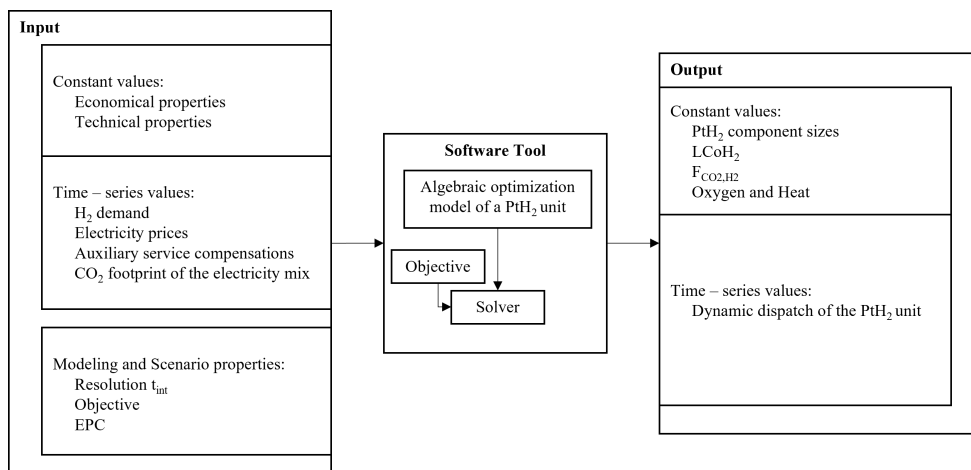 Input
Constant values:
Economical properties
Technical properties
Time – series values:
H₂ demand
Electricity prices
Auxiliary service compensations
CO₂ footprint of the electricity mix
Modeling and Scenario properties:
Resolution t_int
Objective
EPC
Software Tool
Algebraic optimization
model of a PtH₂ unit
Objective
Solver
Output
Constant values:
PtH₂ component sizes
LCoH₂
F_CO2,H2
Oxygen and Heat
Time – series values:
Dynamic dispatch of the PtH₂ unit